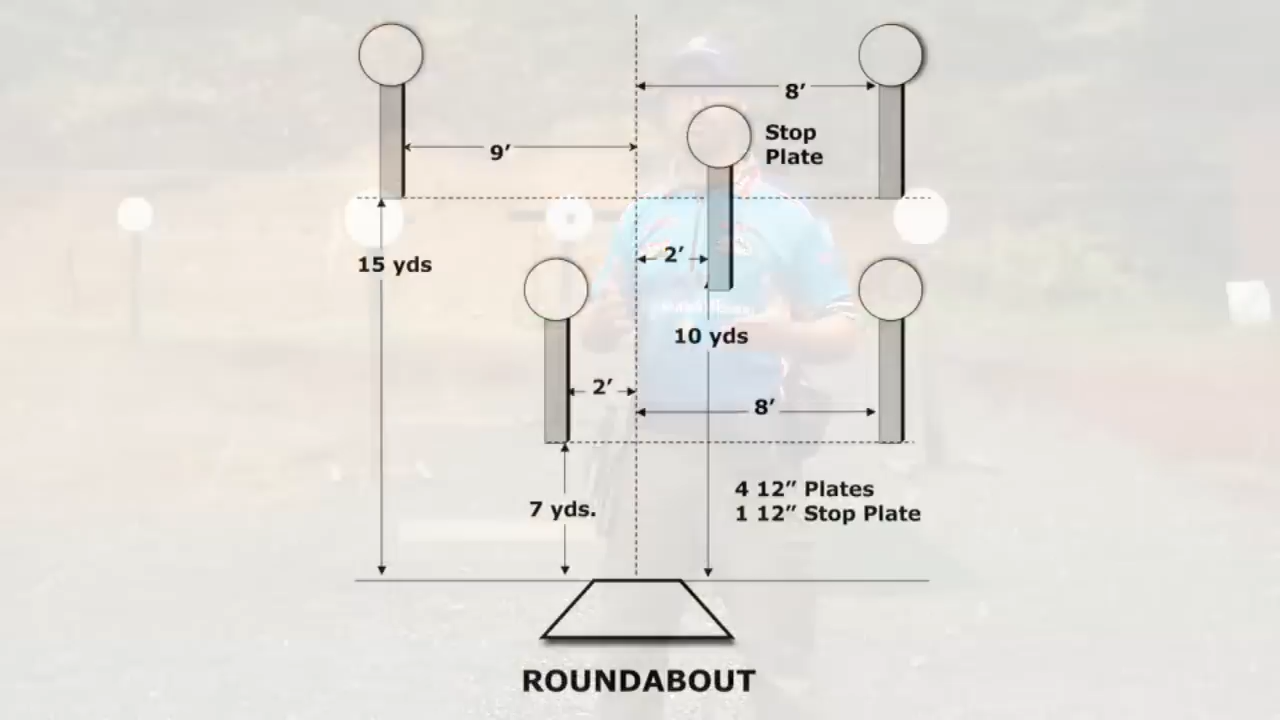 8’
Stop
Plate
9’
15 yds
2’
10 yds
2’
8’
4 12” Plates
1 12” Stop Plate
7 yds.
ROUNDABOUT